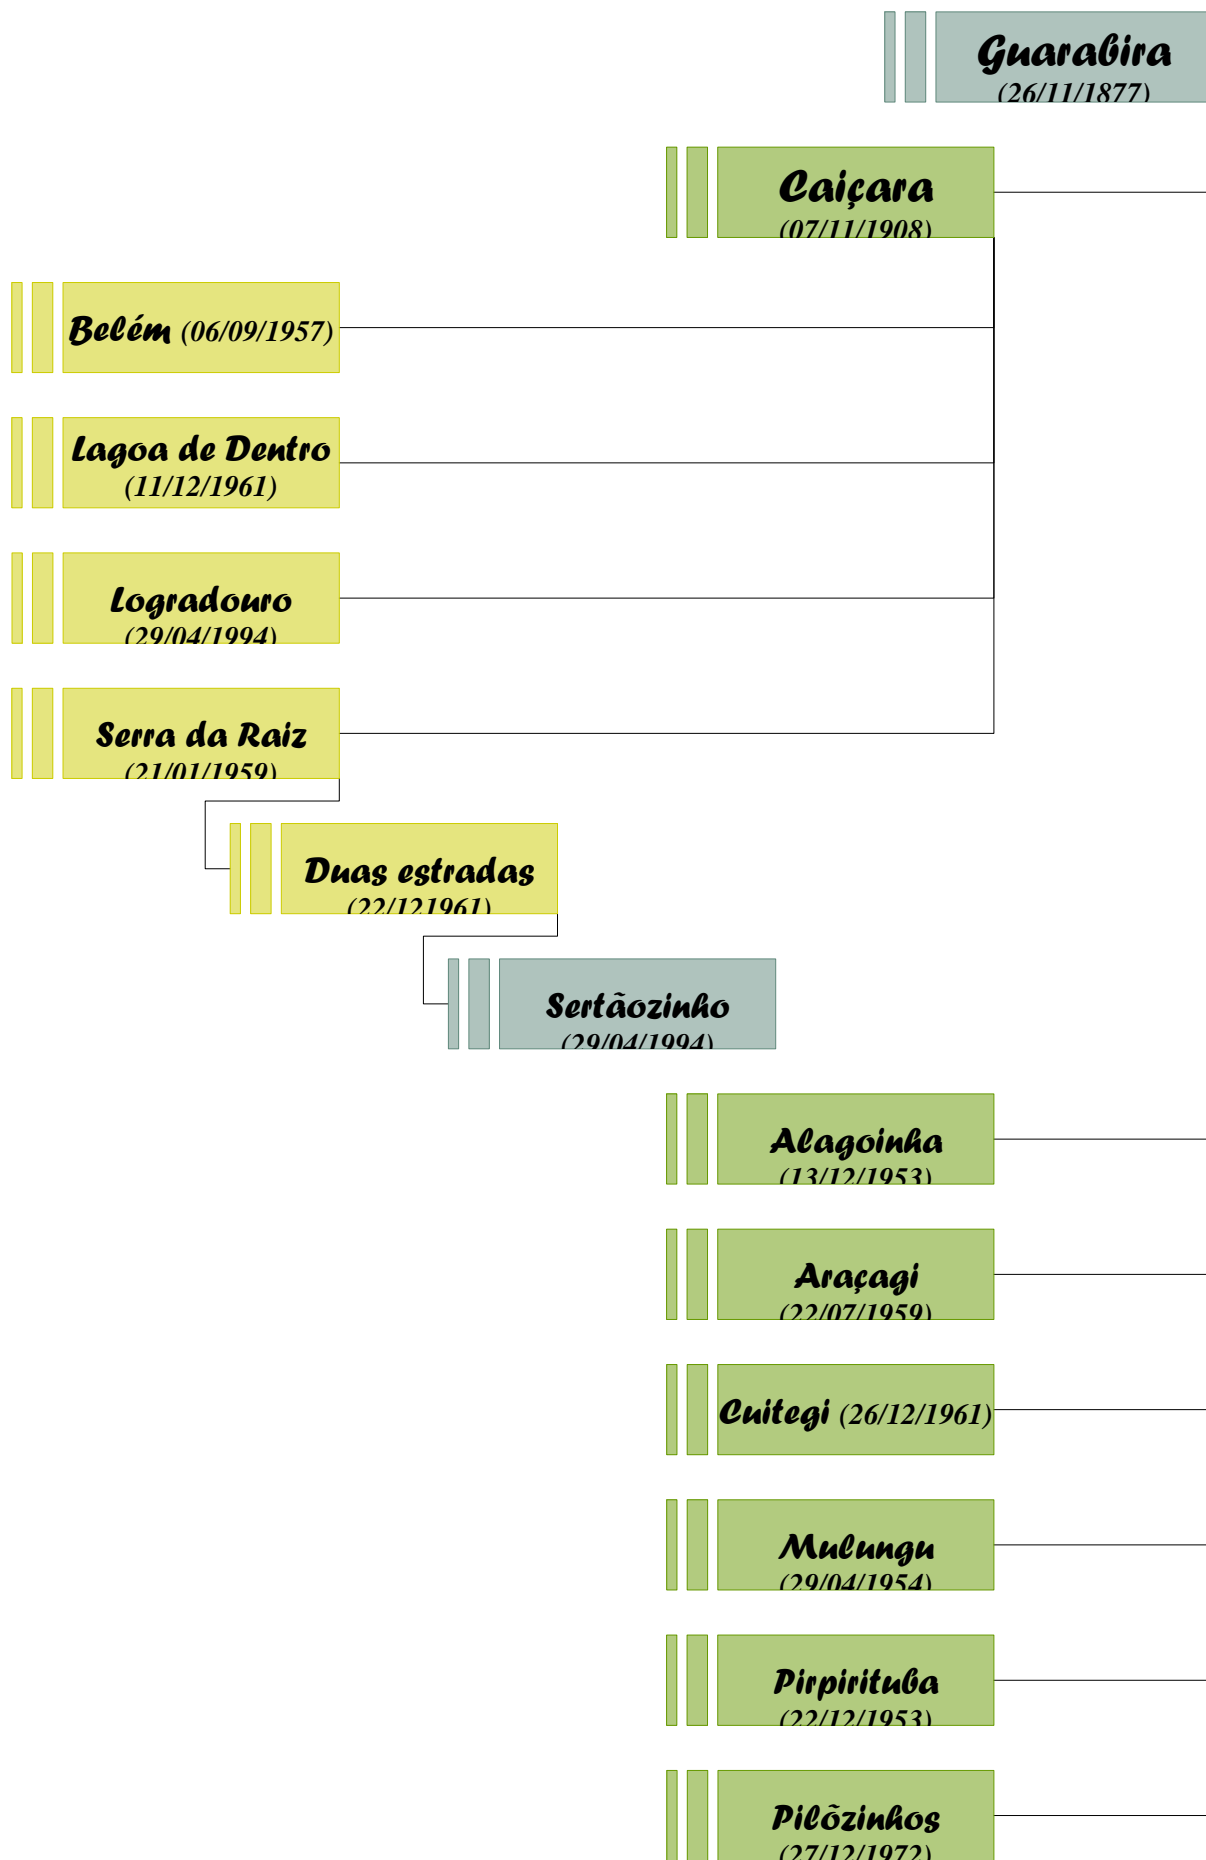 Guarabira
(26/11/1877)
Caiçara
(07/11/1908)
Belém (06/09/1957)
Lagoa de Dentro
(11/12/1961)
Logradouro
(29/04/1994)
Serra da Raiz
(21/01/1959)
Duas estradas
(22/121961)
Sertãozinho
(29/04/1994)
Alagoinha
(13/12/1953)
Araçagi
(22/07/1959)
Cuitegi (26/12/1961)
Mulungu
(29/04/1954)
Pirpirituba
(22/12/1953)
Pilõzinhos
(27/12/1972)